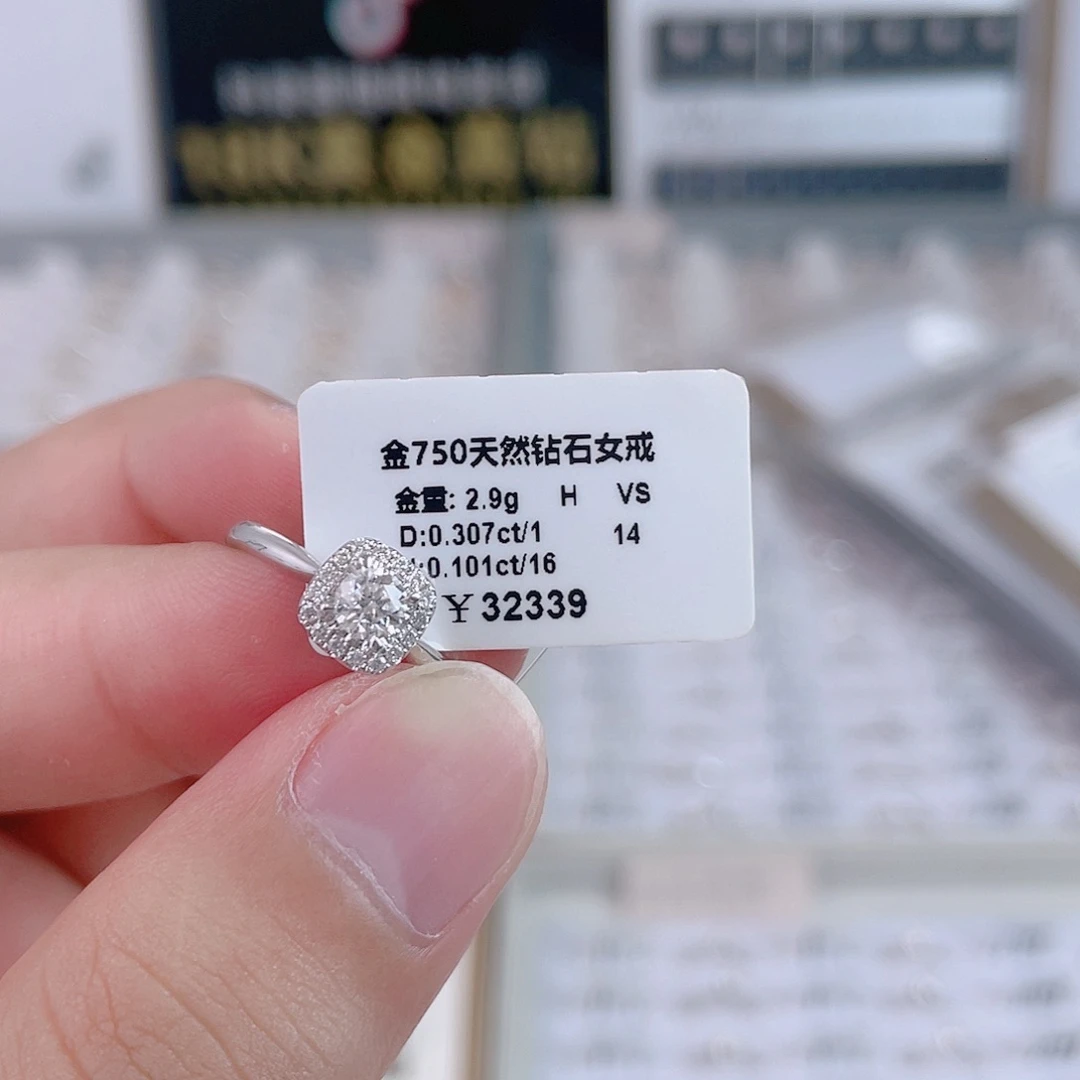 金750天然钻石女戒
金重: 2.9g H VS
D:0.307ct/1 14
:0.101ct/16
¥32339